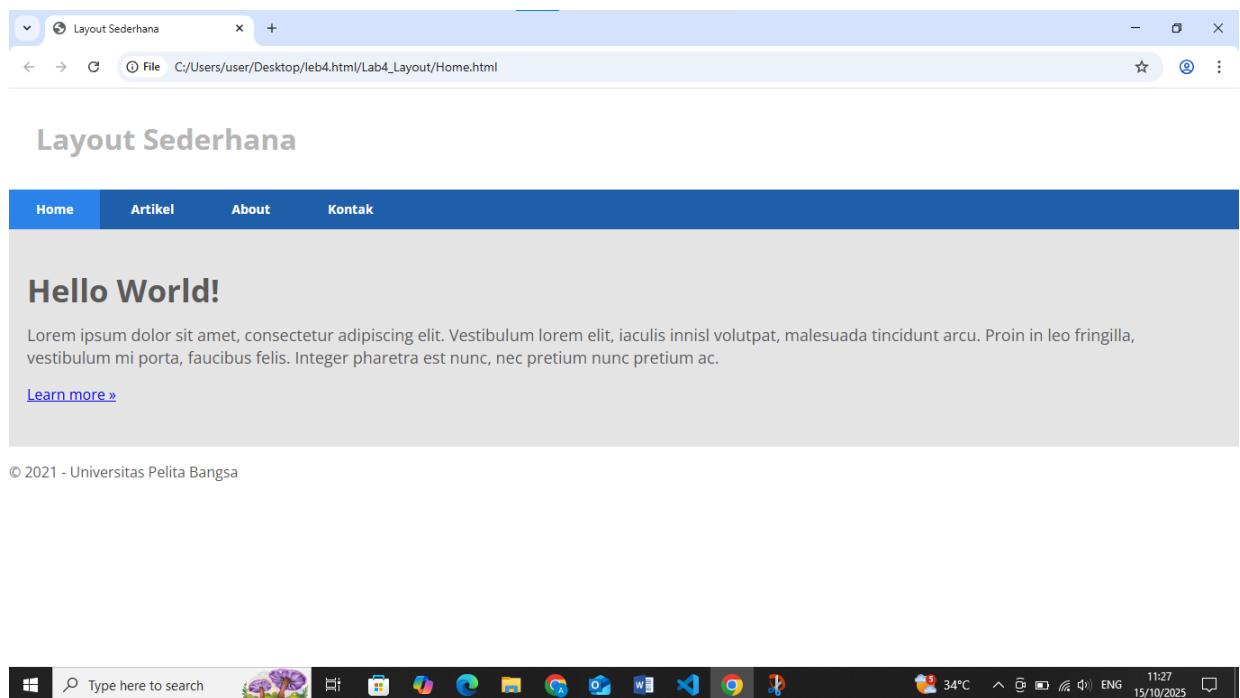 Layout Sederhana
File C:/Users/user/Desktop/leb4.html/Lab4_Layout/Home.html
Layout Sederhana
Home Artikel About Kontak
Hello World!
Lorem ipsum dolor sit amet, consectetur adipiscing elit. Vestibulum lorem elit, iaculis innisl volutpat, malesuada tincidunt arcu. Proin in leo fringilla,
vestibulum mi porta, faucibus felis. Integer pharetra est nunc, nec pretium nunc pretium ac.
Learn more »
© 2021 - Universitas Pelita Bangsa
Type here to search 5 34°C ENG 11:27
15/10/2025